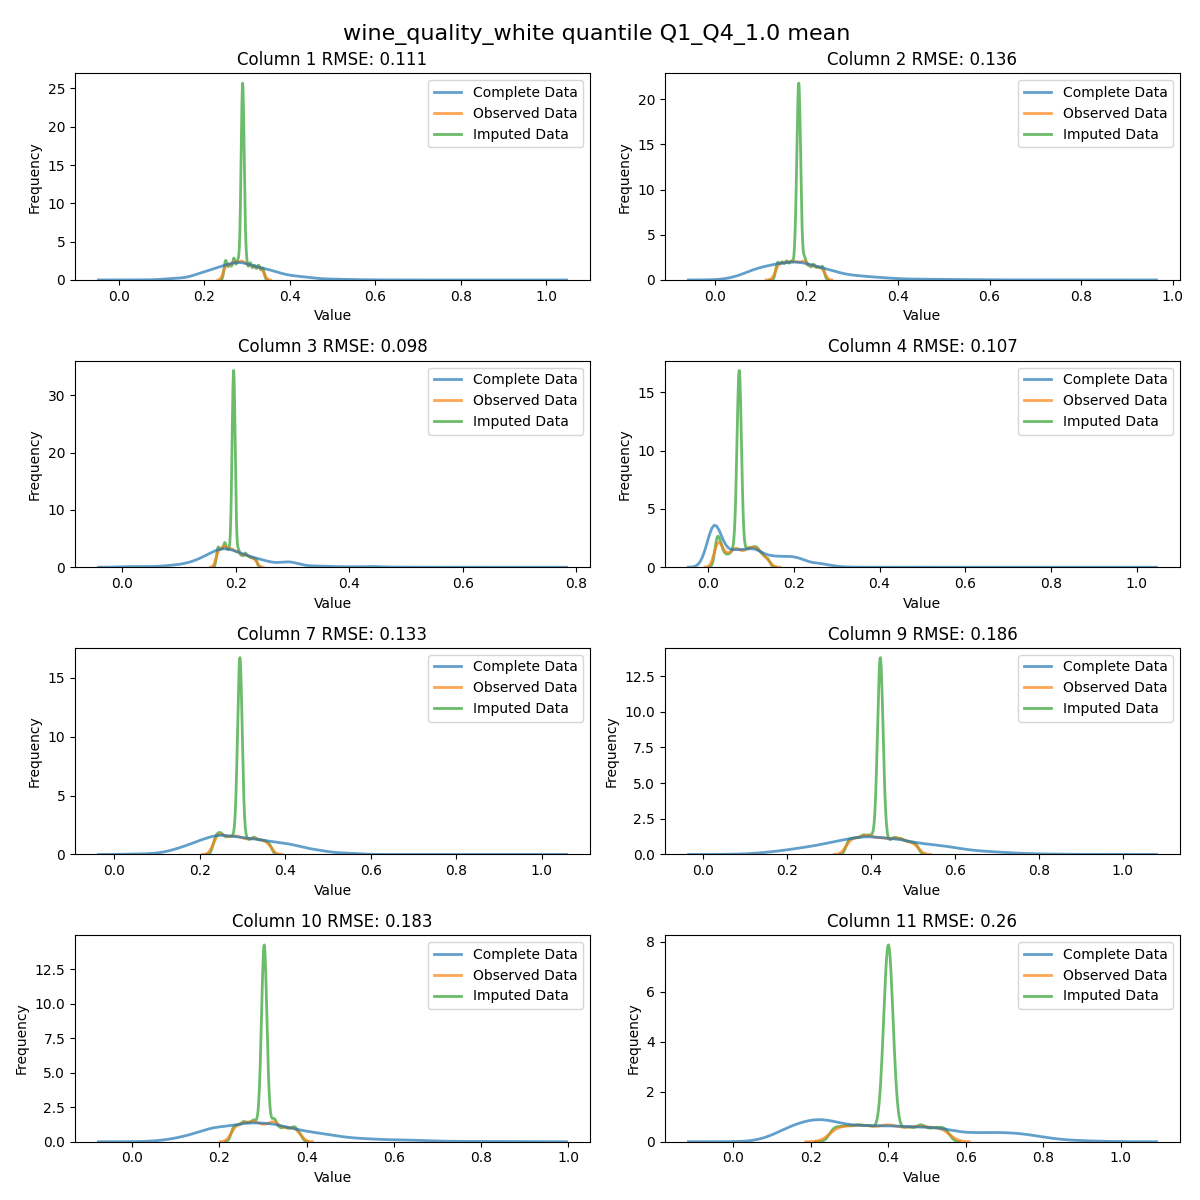 wine_quality_white quantile Q1_Q4_1.0 mean
Column 1 RMSE: 0.111
25
20
15
10
5
0
Frequency
Complete Data
Observed Data
Imputed Data
0.0 0.2 0.4 0.6 0.8 1.0
Value
Column 2 RMSE: 0.136
20
15
10
5
0
Frequency
Complete Data
Observed Data
Imputed Data
0.0 0.2 0.4 0.6 0.8 1.0
Value
Column 3 RMSE: 0.098
30
20
10
0
Frequency
Complete Data
Observed Data
Imputed Data
0.0 0.2 0.4 0.6 0.8
Value
Column 4 RMSE: 0.107
15
10
5
0
Frequency
Complete Data
Observed Data
Imputed Data
0.0 0.2 0.4 0.6 0.8 1.0
Value
Column 7 RMSE: 0.133
15
10
5
0
Frequency
Complete Data
Observed Data
Imputed Data
0.0 0.2 0.4 0.6 0.8 1.0
Value
Column 9 RMSE: 0.186
12.5
10.0
7.5
5.0
2.5
0.0
Frequency
Complete Data
Observed Data
Imputed Data
0.0 0.2 0.4 0.6 0.8 1.0
Value
Column 10 RMSE: 0.183
12.5
10.0
7.5
5.0
2.5
0.0
Frequency
Complete Data
Observed Data
Imputed Data
0.0 0.2 0.4 0.6 0.8 1.0
Value
Column 11 RMSE: 0.26
8
6
4
2
0
Frequency
Complete Data
Observed Data
Imputed Data
0.0 0.2 0.4 0.6 0.8 1.0
Value